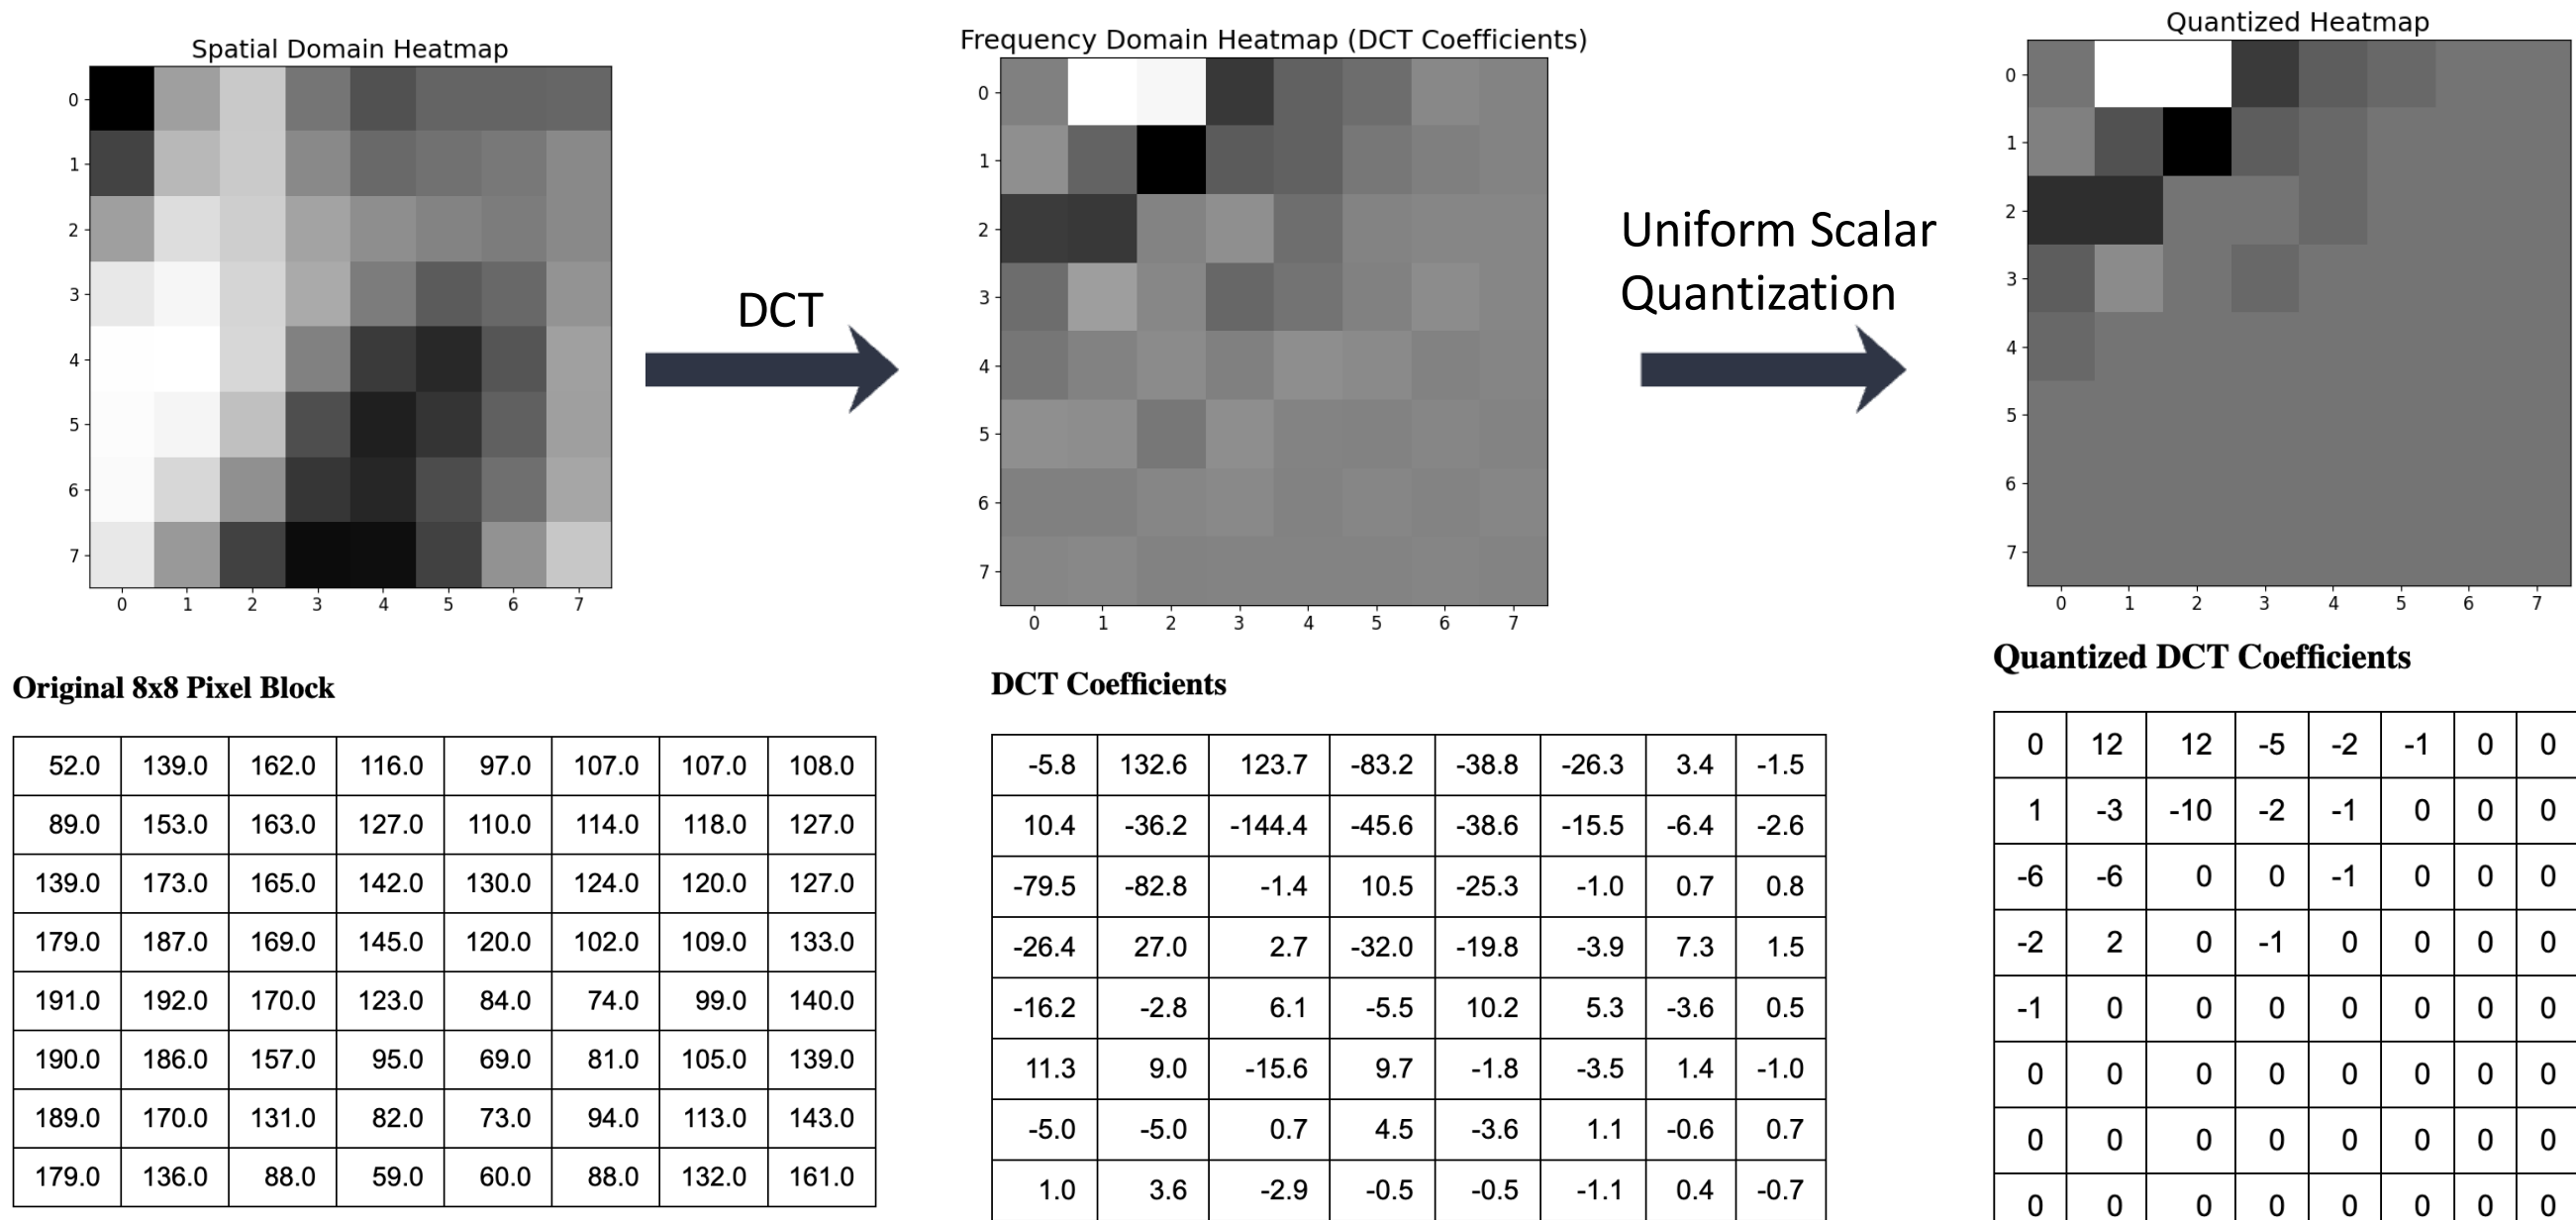 Spatial Domain Heatmap
0
1
2
3
4
5
6
7
0 1 2 3 4 5 6 7
DCT
Frequency Domain Heatmap (DCT Coefficients)
0
1
2
3
4
5
6
7
0 1 2 3 4 5 6 7
Uniform Scalar
Quantization
Quantized Heatmap
0
1
2
3
4
5
6
7
0 1 2 3 4 5 6 7
Original 8x8 Pixel Block
52.0 139.0 162.0 116.0 97.0 107.0 107.0 108.0
89.0 153.0 163.0 127.0 110.0 114.0 118.0 127.0
139.0 173.0 165.0 142.0 130.0 124.0 120.0 127.0
179.0 187.0 169.0 145.0 120.0 102.0 109.0 133.0
191.0 192.0 170.0 123.0 84.0 74.0 99.0 140.0
190.0 186.0 157.0 95.0 69.0 81.0 105.0 139.0
189.0 170.0 131.0 82.0 73.0 94.0 113.0 143.0
179.0 136.0 88.0 59.0 60.0 88.0 132.0 161.0
DCT Coefficients
-5.8 132.6 123.7 -83.2 -38.8 -26.3 3.4 -1.5
10.4 -36.2 -144.4 -45.6 -38.6 -15.5 -6.4 -2.6
-79.5 -82.8 -1.4 10.5 -25.3 -1.0 0.7 0.8
-26.4 27.0 2.7 -32.0 -19.8 -3.9 7.3 1.5
-16.2 -2.8 6.1 -5.5 10.2 5.3 -3.6 0.5
11.3 9.0 -15.6 9.7 -1.8 -3.5 1.4 -1.0
-5.0 -5.0 0.7 4.5 -3.6 1.1 -0.6 0.7
1.0 3.6 -2.9 -0.5 -0.5 -1.1 0.4 -0.7
Quantized DCT Coefficients
0 12 12 -5 -2 -1 0 0
1 -3 -10 -2 -1 0 0 0
-6 -6 0 0 -1 0 0 0
-2 2 0 -1 0 0 0 0
-1 0 0 0 0 0 0 0
0 0 0 0 0 0 0 0
0 0 0 0 0 0 0 0
0 0 0 0 0 0 0 0